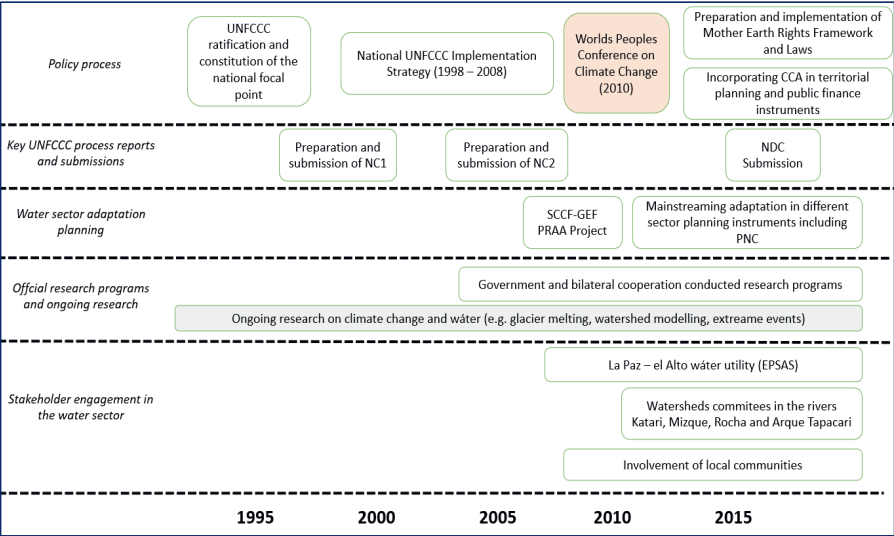 Policy process
UNFCCC
ratification and
constitution of the
national focal
point
National UNFCCC Implementation
Strategy (1998 – 2008)
Worlds Peoples
Conference on
Climate Change
(2010)
Preparation and implementation of
Mother Earth Rights Framework
and Laws
Incorporating CCA in territorial
planning and public finance
instruments
Key UNFCCC process reports
and submissions
Preparation and
submission of NC1
Preparation and
submission of NC2
NDC
Submission
Water sector adaptation
planning
SCCF-GEF
PRAA Project
Mainstreaming adaptation in different
sector planning instruments including
PNC
Offcial research programs
and ongoing research
Government and bilateral cooperation conducted research programs
Ongoing research on climate change and wáter (e.g. glacier melting, watershed modelling, extreame events)
Stakeholder engagement in
the water sector
La Paz – el Alto wáter utility (EPSAS)
Watersheds commitees in the rivers
Katari, Mizque, Rocha and Arque Tapacari
Involvement of local communities
1995
2000
2005
2010
2015